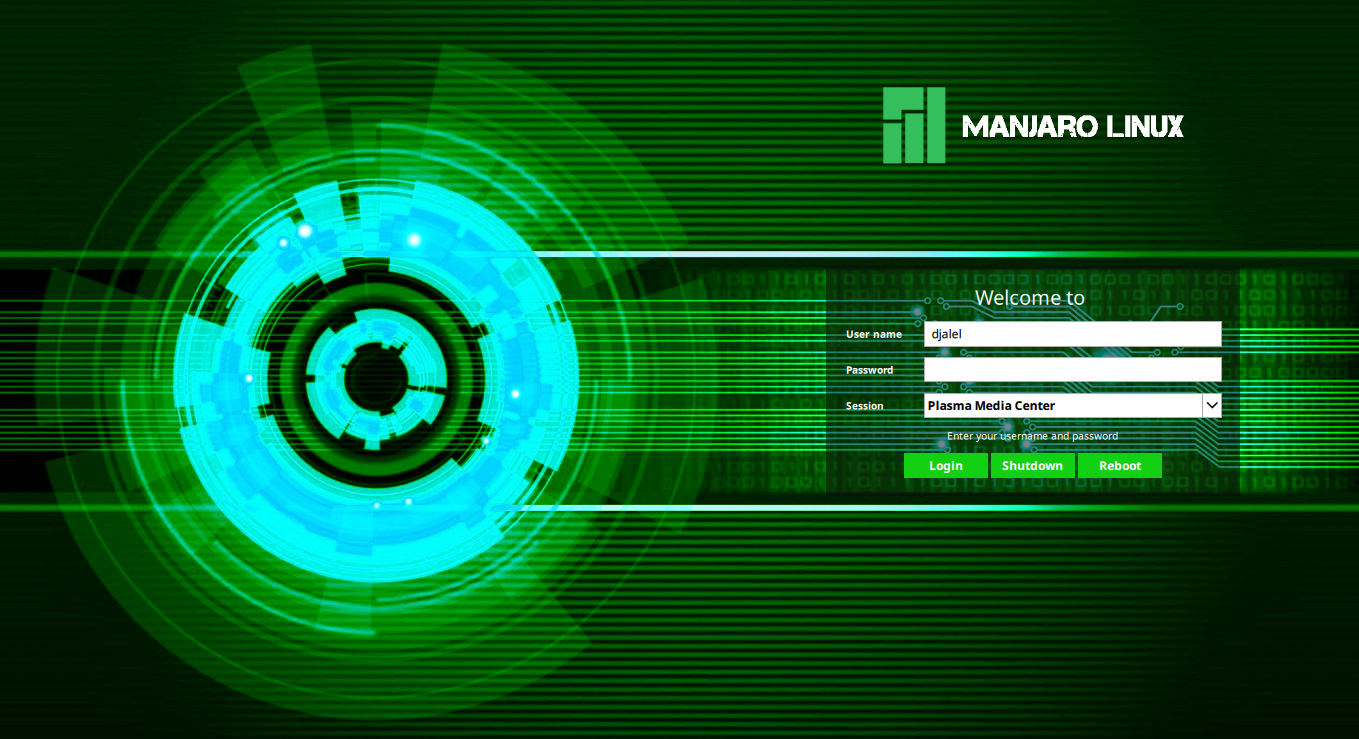 MANJARO LINUX
Welcome to
User name djalel
Password
Session Plasma Media Center
Enter your username and password
Login Shutdown Reboot